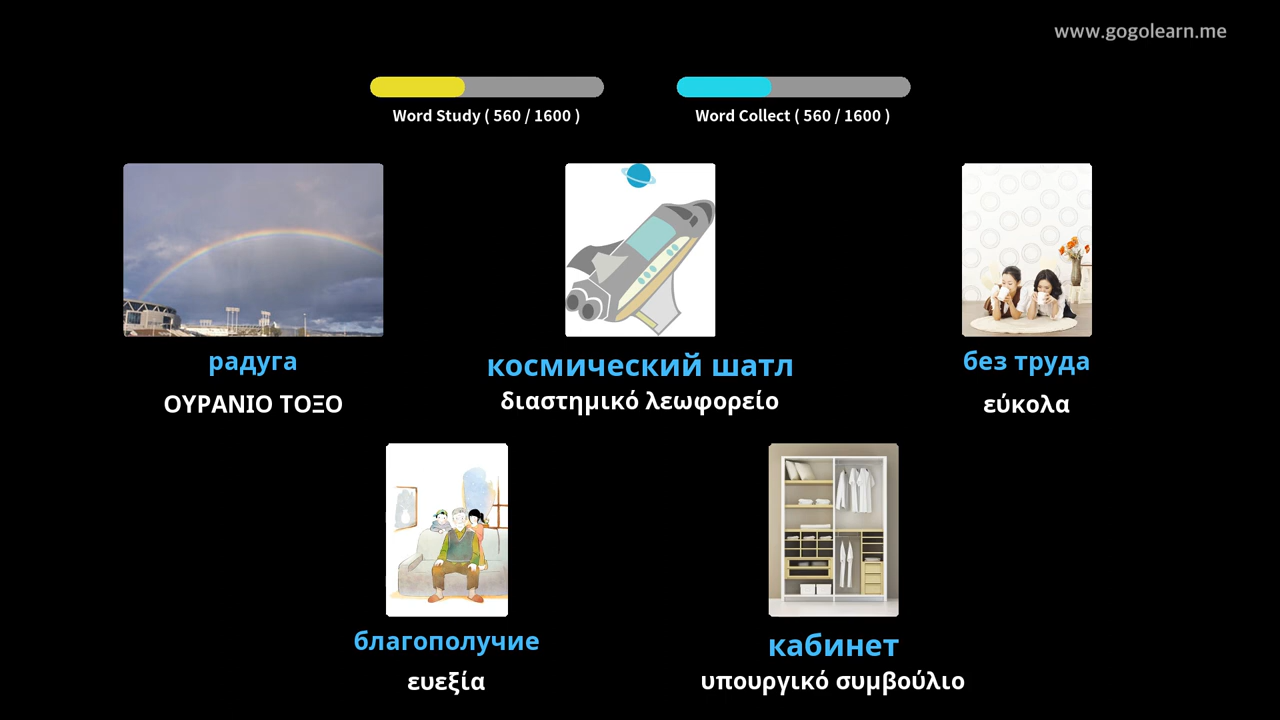 www.gogolearn.me
Word Study ( 560 / 1600 )
Word Collect ( 560 / 1600 )
радуга
ΟΥΡΑΝΙΟ ΤΟΞΟ
космический шатл
διαστημικό λεωφορείο
без труда
εύκολα
благополучие
ευεξία
кабинет
υπουργικό συμβούλιο